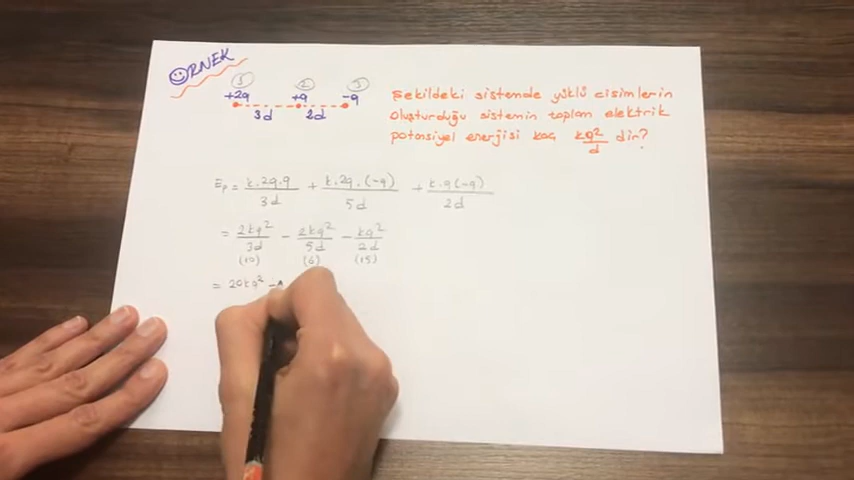 ÖRNEK
1 2 3
+2q +q -q
3d 2d
Şekildeki sistemde yüklü cisimlerin
oluşturduğu sistemin toplam elektrik
potansiyel enerjisi kaç kq²/d dir?
Ep = k.2q.q/3d + k.2q.(-q)/5d + k.q(-q)/2d
= 2kq²/3d - 2kq²/5d - kq²/2d
(10) (6) (15)
= 20kq² -